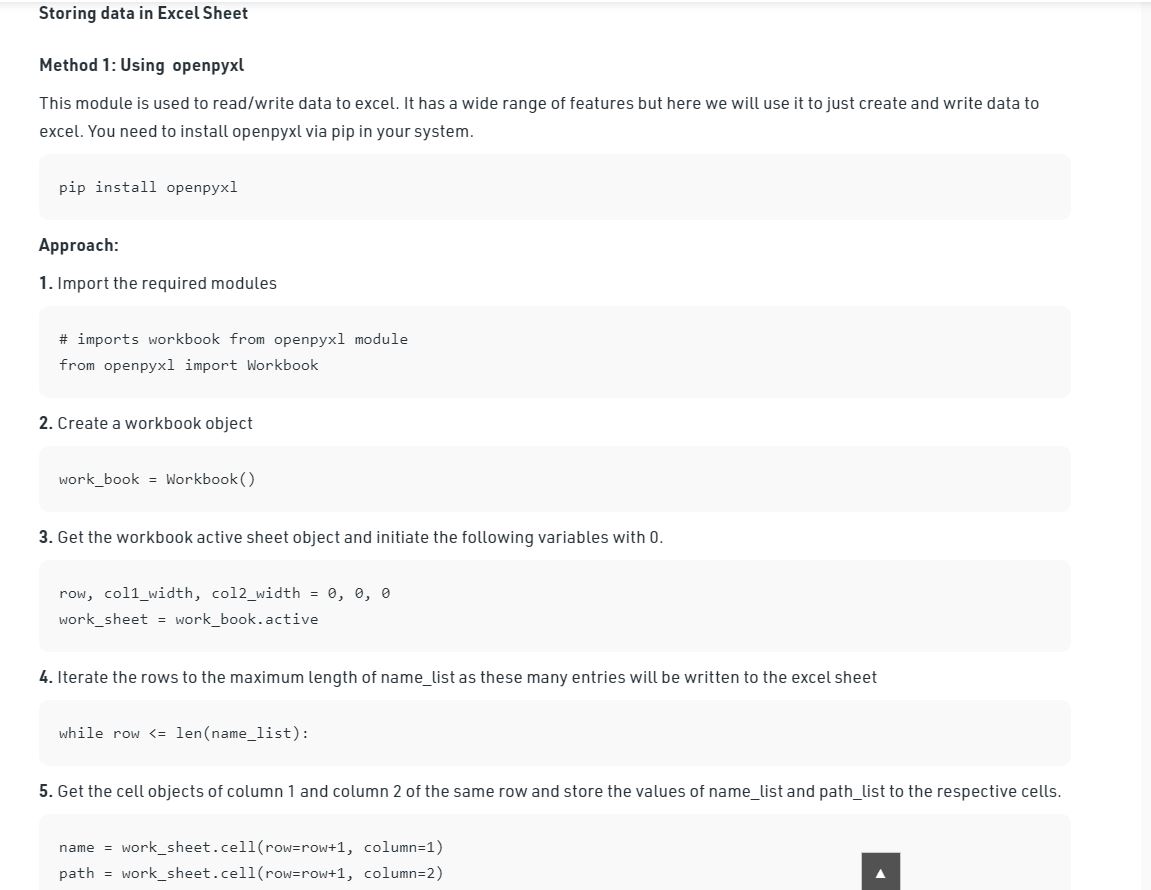 Storing data in Excel Sheet
Method 1: Using openpyxl
This module is used to read/write data to excel. It has a wide range of features but here we will use it to just create and write data to
excel. You need to install openpyxl via pip in your system.
pip install openpyxl
Approach:
1. Import the required modules
# imports workbook from openpyxl module
from openpyxl import Workbook
2. Create a workbook object
work_book = Workbook()
3. Get the workbook active sheet object and initiate the following variables with 0.
row, col1_width, col2_width = 0, 0, 0
work_sheet = work_book.active
4. Iterate the rows to the maximum length of name_list as these many entries will be written to the excel sheet
while row <= len(name_list):
5. Get the cell objects of column 1 and column 2 of the same row and store the values of name_list and path_list to the respective cells.
name = work_sheet.cell(row=row+1, column=1)
path = work_sheet.cell(row=row+1, column=2)